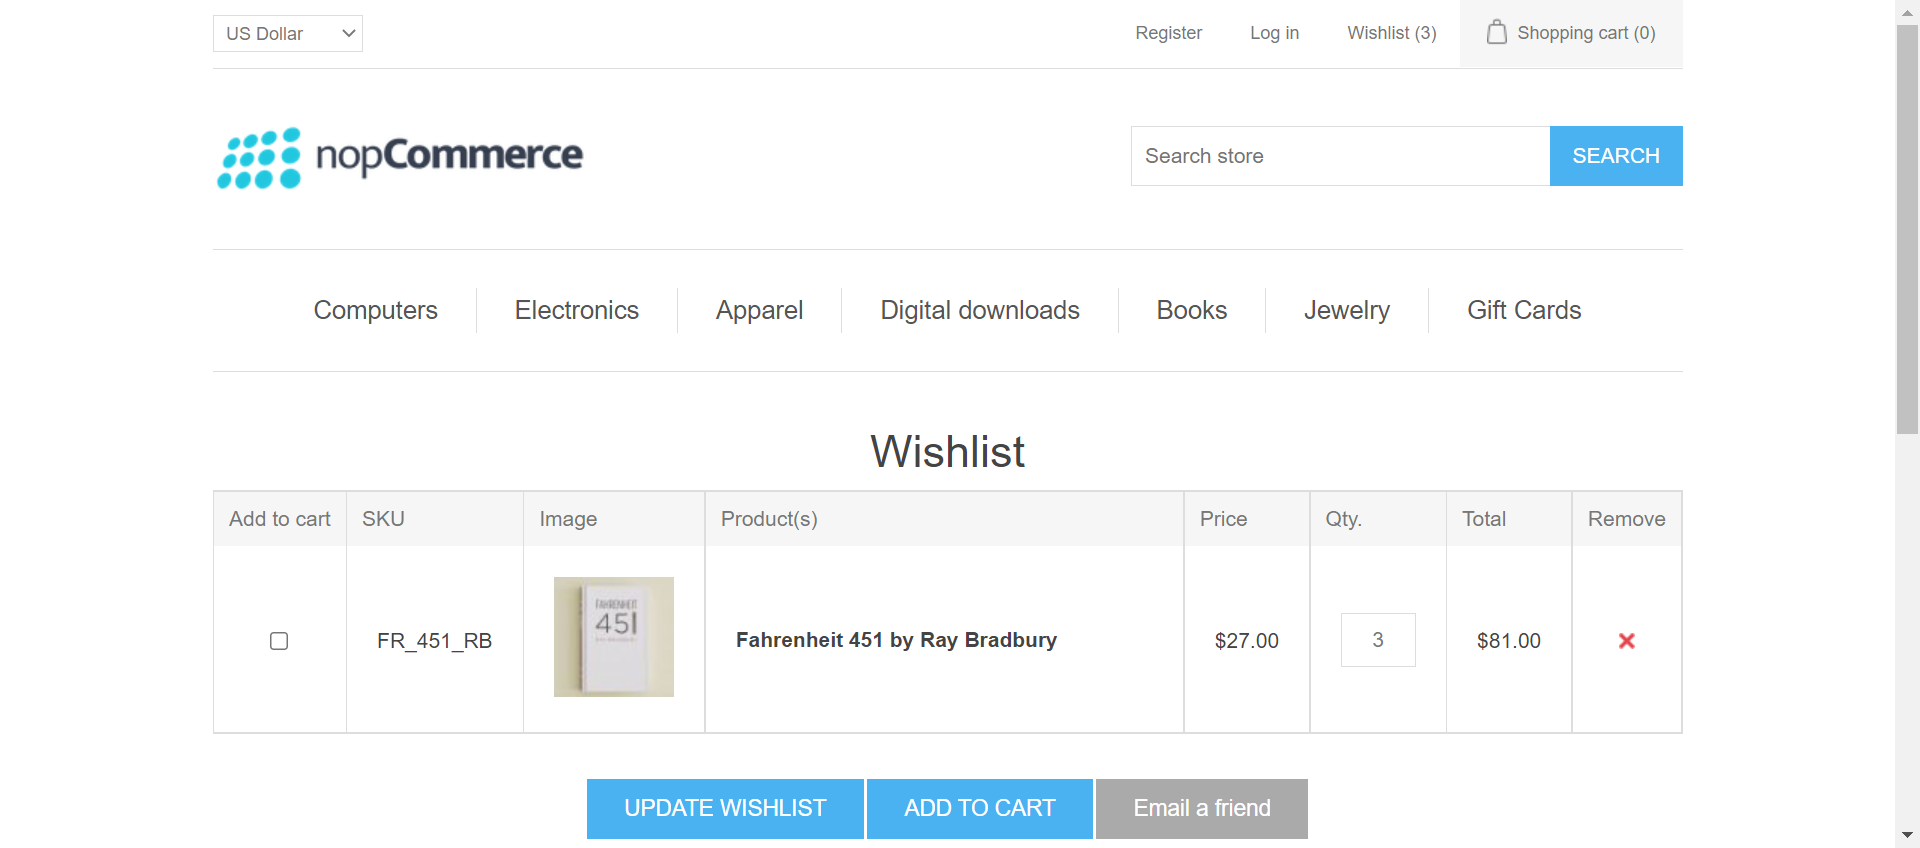 US Dollar
Register Log in Wishlist (3) Shopping cart (0)
nopCommerce
Search store SEARCH
Computers Electronics Apparel Digital downloads Books Jewelry Gift Cards
Wishlist
Add to cart SKU Image Product(s) Price Qty. Total Remove
FAHRENHEIT
451
FR_451_RB Fahrenheit 451 by Ray Bradbury $27.00 3 $81.00
UPDATE WISHLIST ADD TO CART Email a friend